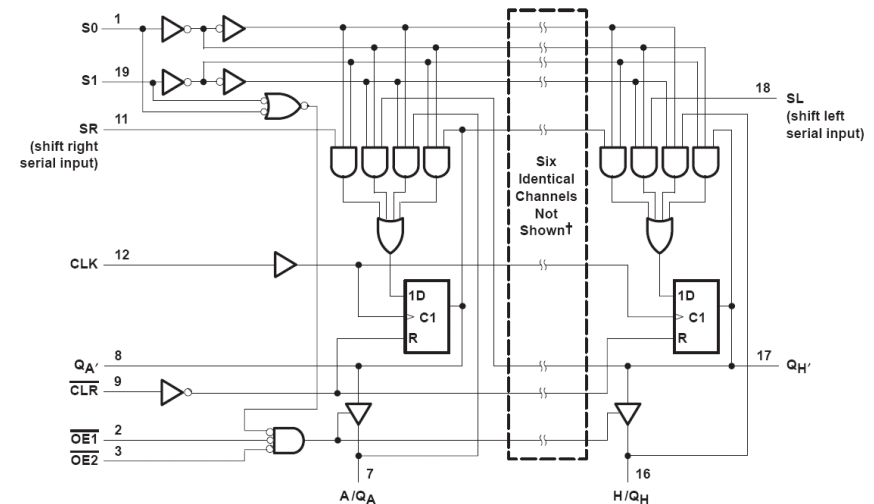 S0 1
S1 19
SR 11
(shift right
serial input)
18
SL
(shift left
serial input)
Six
Identical
Channels
Not
Shown†
CLK 12
1D
C1
R
1D
C1
R
QA′ 8
17 QH′
CLR 9
OE1 2
OE2 3
7
A/QA
16
H/QH